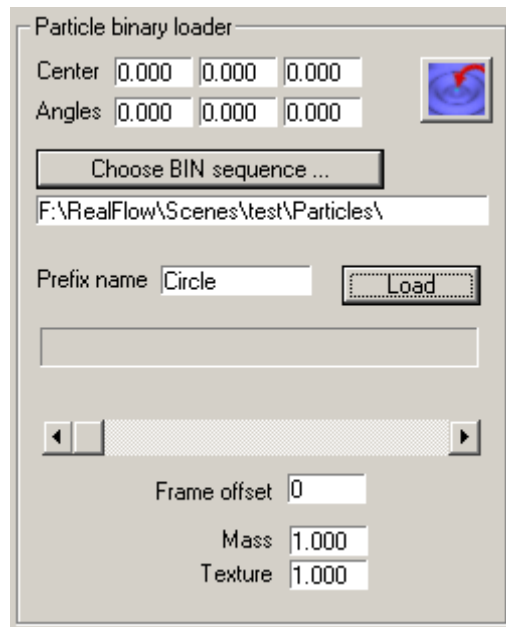 Particle binary loader
Center 0.000 0.000 0.000
Angles 0.000 0.000 0.000
Choose BIN sequence ...
F:\RealFlow\Scenes\test\Particles\
Prefix name Circle Load
Frame offset 0
Mass 1.000
Texture 1.000